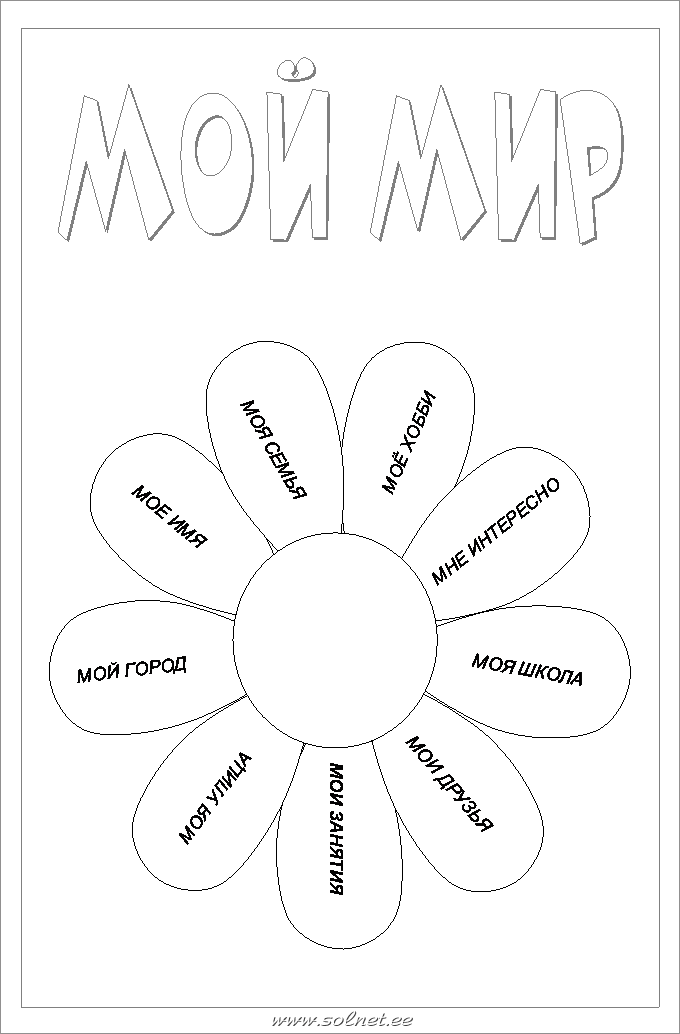 МОЙ МИР
МОЯ СЕМЬЯ
МОЁ ХОББИ
МНЕ ИНТЕРЕСНО
МОЯ ШКОЛА
МОИ ДРУЗЬЯ
МОИ ЗАНЯТИЯ
МОЯ УЛИЦА
МОЙ ГОРОД
МОЕ ИМЯ
www.solnet.ee